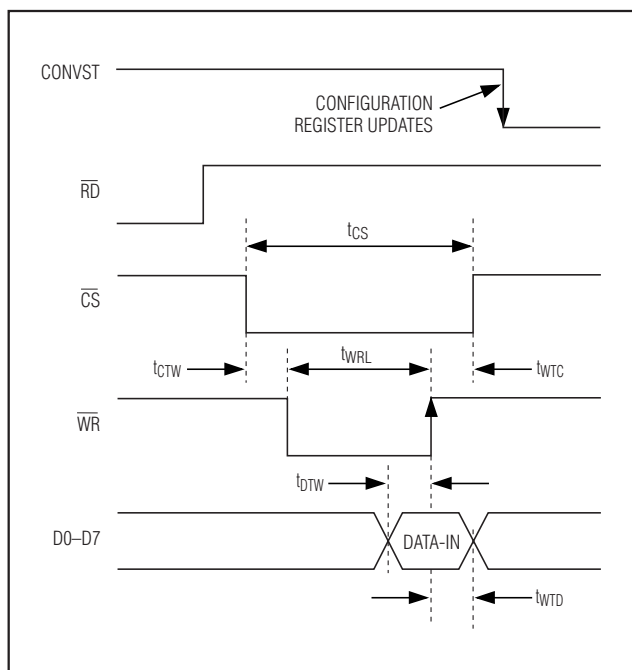 CONVST
CONFIGURATION
REGISTER UPDATES
RD
tCS
CS
tCTW
tWRL
tWTC
WR
tDTW
D0–D7
DATA-IN
tWTD